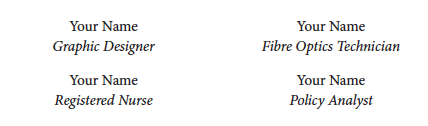 Your Name
Graphic Designer
Your Name
Fibre Optics Technician
Your Name
Registered Nurse
Your Name
Policy Analyst